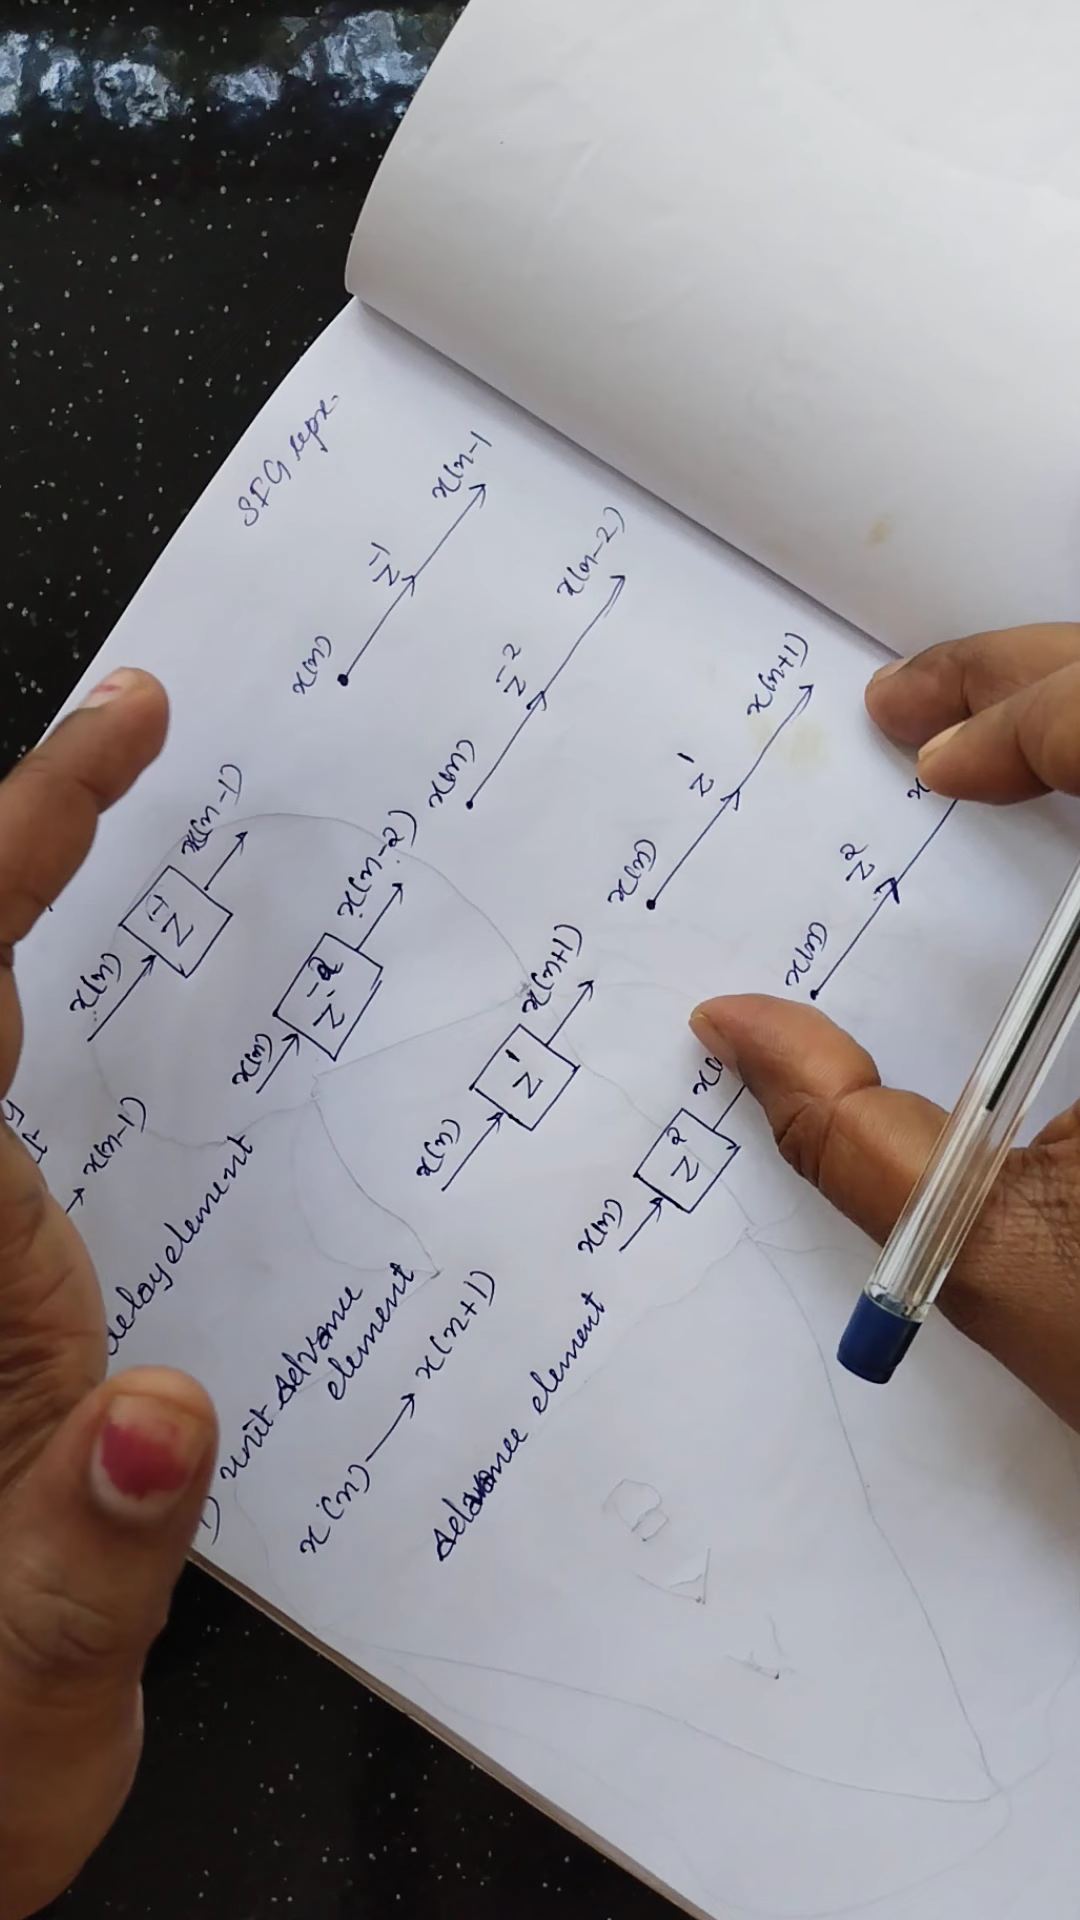 SFG repr.
x(n) z⁻¹ x(n-1)
x(n) z⁻¹ x(n-1
delay element
x(n) z⁻² x(n-2)
x(n) z⁻² x(n-2)
→ x(n-1)
unit Advance
element
x(n) → x(n+1)
x(n) z¹ x(n+1)
x(n) z¹ x(n+1)
Advance element
x(n) z² x(
x(n) z² x